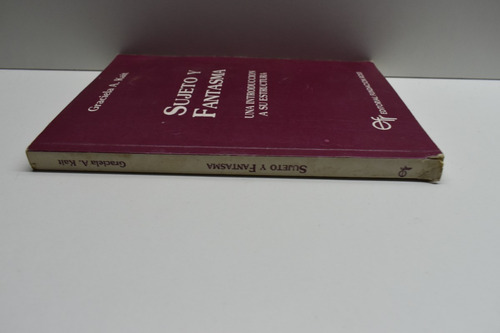 Graciela A. Kait
SUJETO Y
FANTASMA
UNA INTRODUCCION
A SU ESTRUCTURA
Graciela A. Kait
SUJETO Y FANTASMA